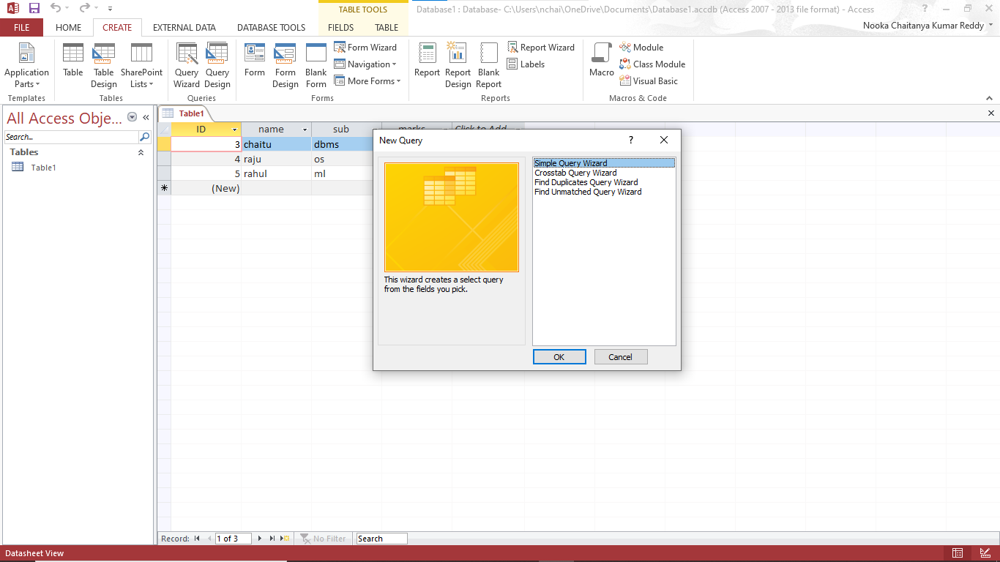 TABLE TOOLS
Database1 : Database- C:\Users\nchai\OneDrive\Documents\Database1.accdb (Access 2007 - 2013 file format) - Access
?
FILE HOME CREATE EXTERNAL DATA DATABASE TOOLS FIELDS TABLE
Nooka Chaitanya Kumar Reddy
Application Parts
Templates
Table
Table Design
SharePoint Lists
Tables
Query Wizard
Query Design
Queries
Form
Form Design
Blank Form
Form Wizard
Navigation
More Forms
Forms
Report
Report Design
Blank Report
Report Wizard
Labels
Reports
Macro
Module
Class Module
Visual Basic
Macros & Code
All Access Obje...
Search...
Tables
Table1
Table1
ID name sub marks Click to Add
3 chaitu dbms
4 raju os
5 rahul ml
* (New)
New Query ?
Simple Query Wizard
Crosstab Query Wizard
Find Duplicates Query Wizard
Find Unmatched Query Wizard
This wizard creates a select query
from the fields you pick.
OK Cancel
Record: 1 of 3 No Filter Search
Datasheet View